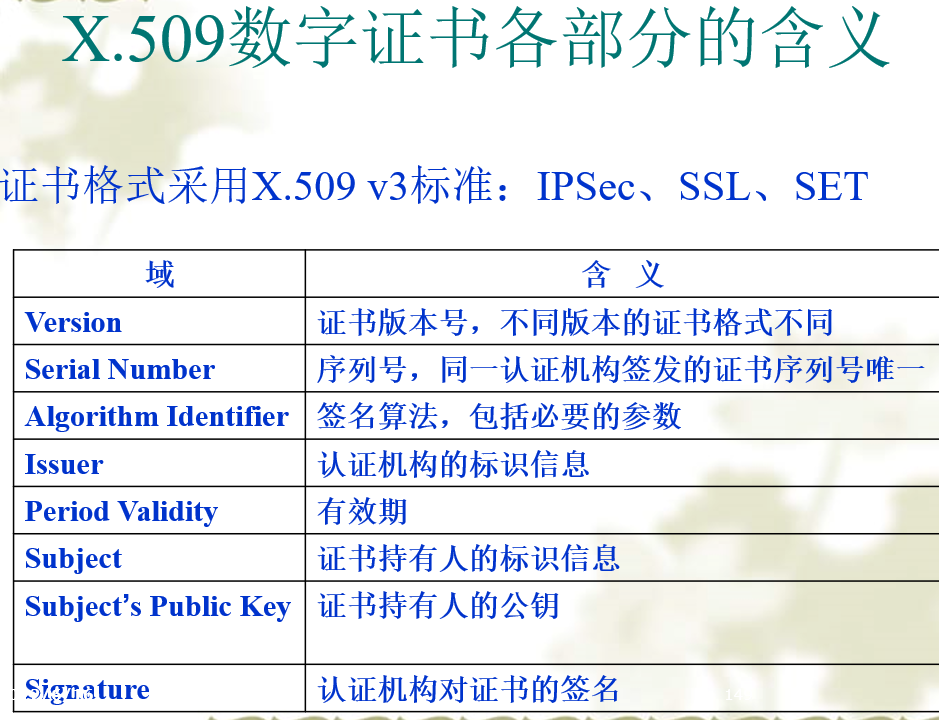 X.509数字证书各部分的含义
证书格式采用X.509 v3标准：IPSec、SSL、SET
域 含 义
Version 证书版本号，不同版本的证书格式不同
Serial Number 序列号，同一认证机构签发的证书序列号唯一
Algorithm Identifier 签名算法，包括必要的参数
Issuer 认证机构的标识信息
Period Validity 有效期
Subject 证书持有人的标识信息
Subject’s Public Key 证书持有人的公钥
Signature 认证机构对证书的签名